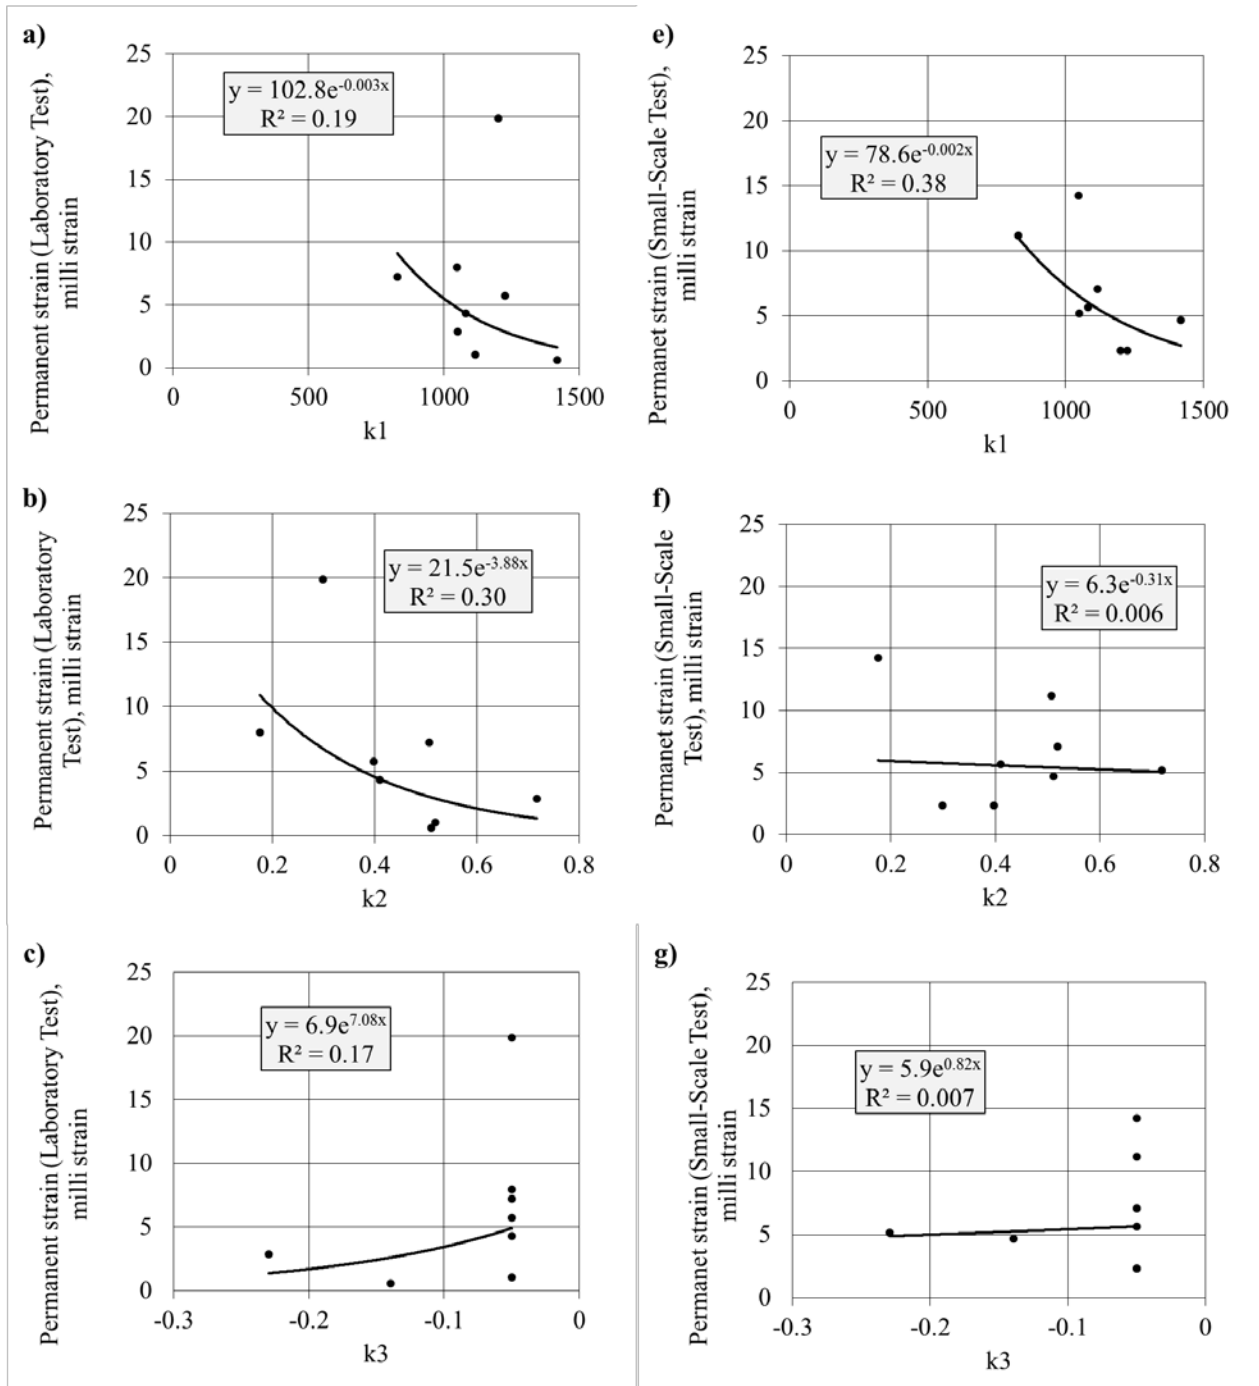 a)
Permanent strain (Laboratory Test),
milli strain
25
20
15
10
5
0
y = 102.8e^-0.003x
R² = 0.19
0 500 1000 1500
k1
e)
Permanet strain (Small-Scale Test),
milli strain
25
20
15
10
5
0
y = 78.6e^-0.002x
R² = 0.38
0 500 1000 1500
k1
b)
Permanent strain (Laboratory
Test), milli strain
25
20
15
10
5
0
y = 21.5e^-3.88x
R² = 0.30
0 0.2 0.4 0.6 0.8
k2
f)
Permanet strain (Small-Scale
Test), milli strain
25
20
15
10
5
0
y = 6.3e^-0.31x
R² = 0.006
0 0.2 0.4 0.6 0.8
k2
c)
Permanent strain (Laboratory Test),
milli strain
25
20
15
10
5
0
y = 6.9e^7.08x
R² = 0.17
-0.3 -0.2 -0.1 0
k3
g)
Permanet strain (Small-Scale Test),
milli strain
25
20
15
10
5
0
y = 5.9e^0.82x
R² = 0.007
-0.3 -0.2 -0.1 0
k3